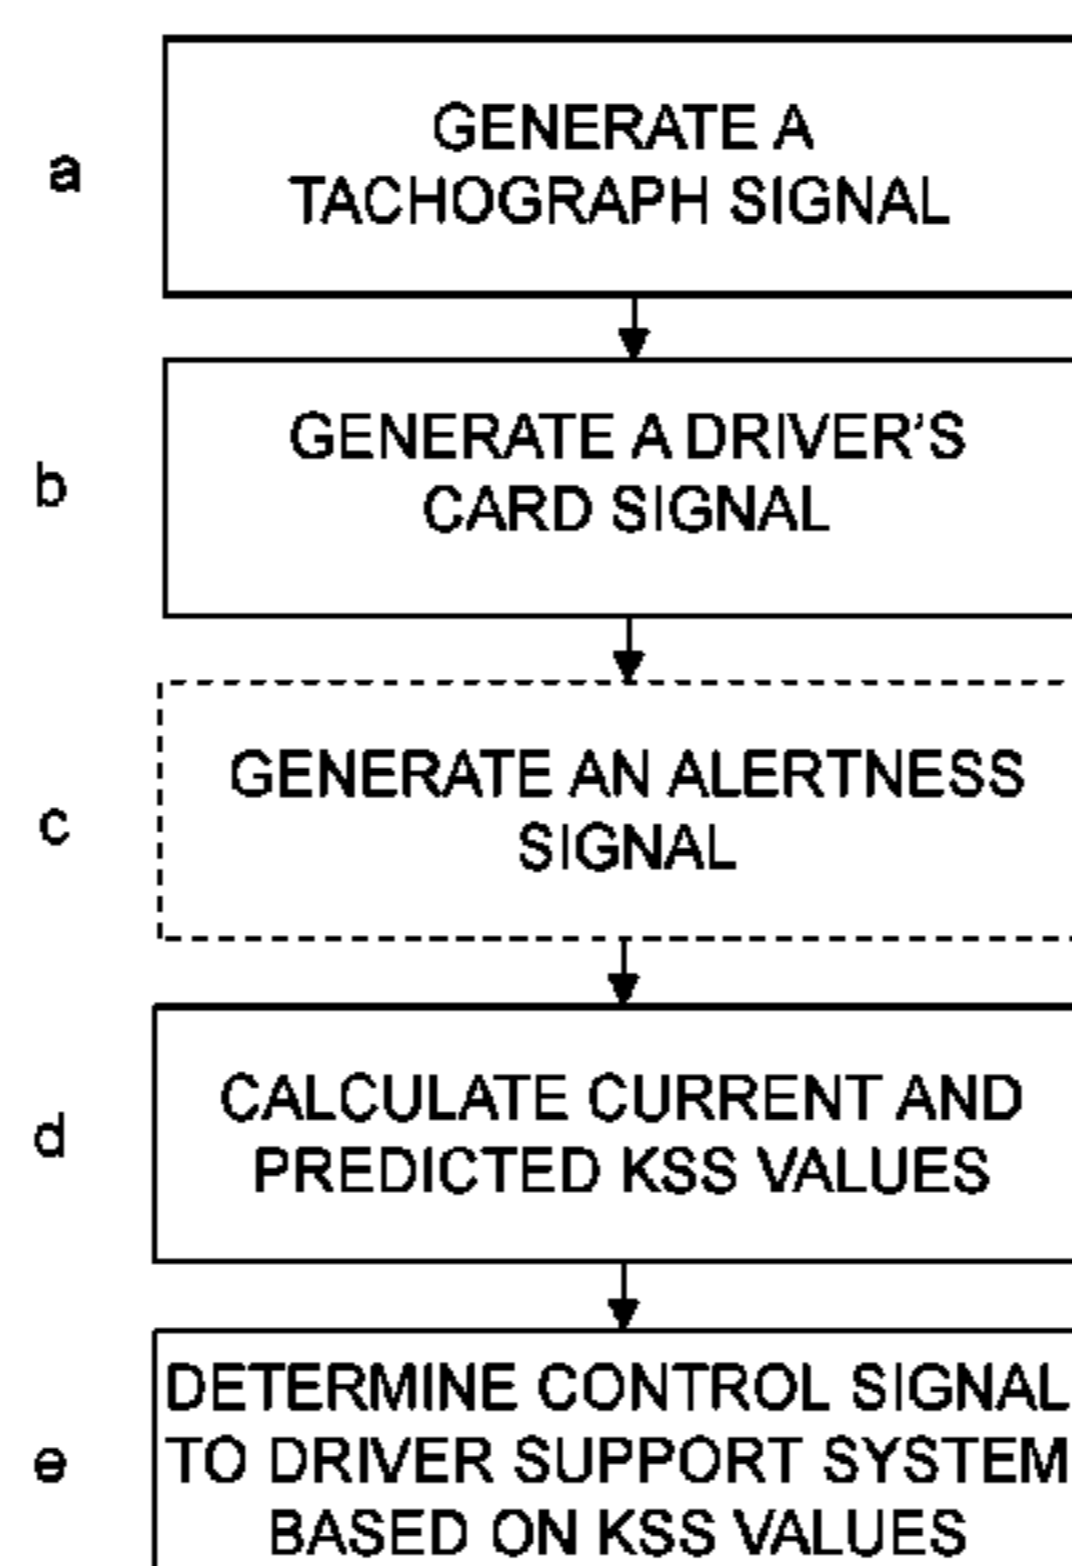 a
GENERATE A
TACHOGRAPH SIGNAL
b
GENERATE A DRIVER’S
CARD SIGNAL
c
GENERATE AN ALERTNESS
SIGNAL
d
CALCULATE CURRENT AND
PREDICTED KSS VALUES
e
DETERMINE CONTROL SIGNAL
TO DRIVER SUPPORT SYSTEM
BASED ON KSS VALUES